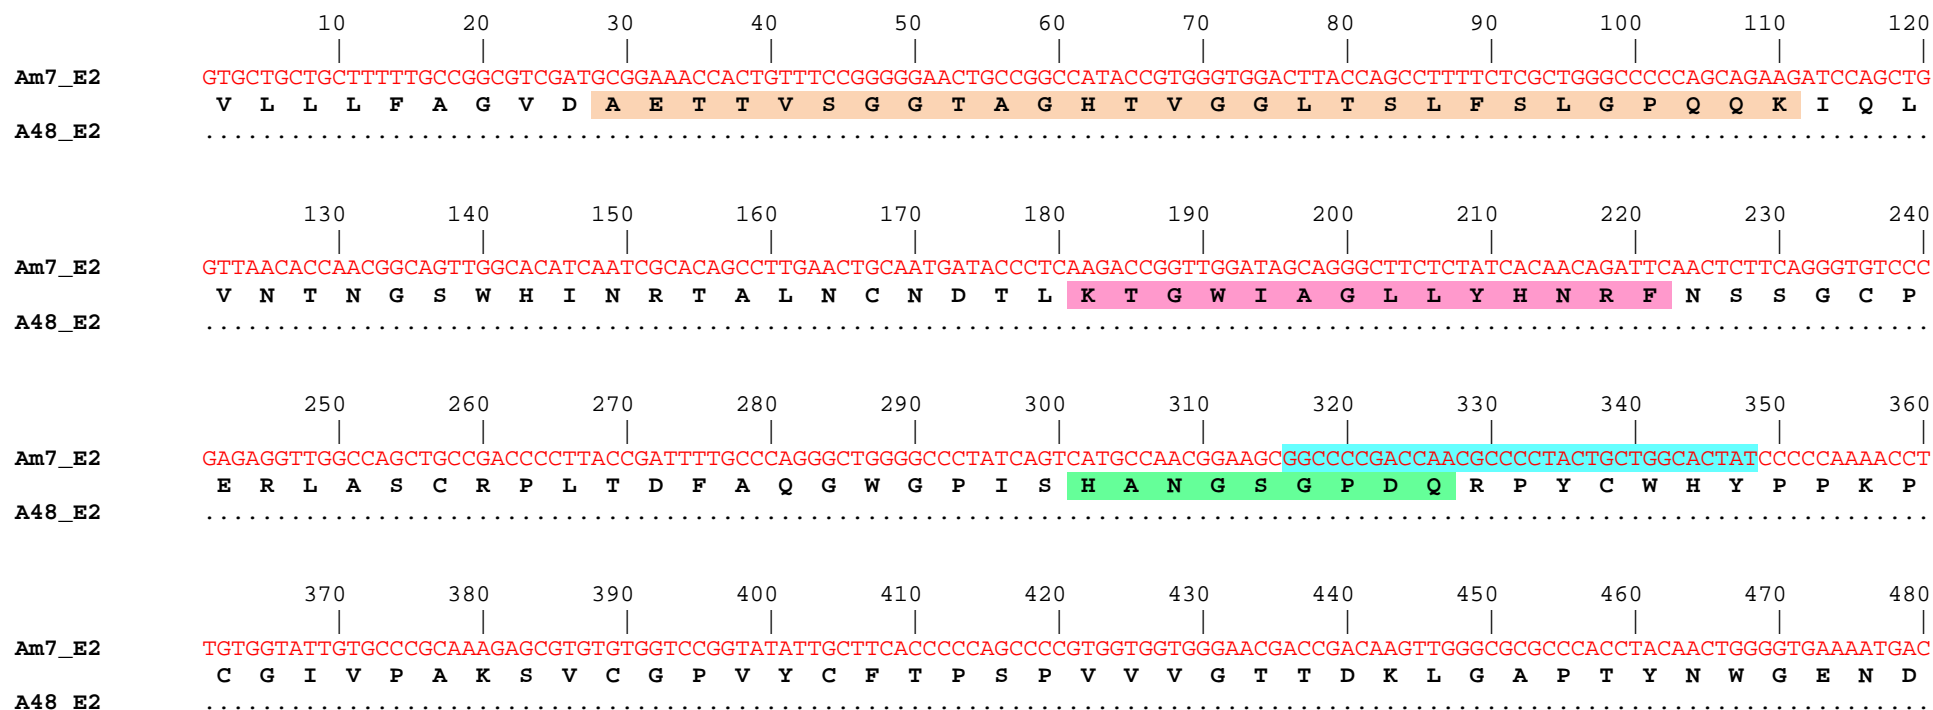 10 20 30 40 50 60 70 80 90 100 110 120
Am7_E2 GTGCTGCTGCTTTTTGCCGGCGTCGATGCGGAAACCACTGTTTCCGGGGGAACTGCCGGCCATACCGTGGGTGGACTTACCAGCCTTTTCTCGCTGGGCCCCCAGCAGAAGATCCAGCTG
V L L L F A G V D A E T T V S G G T A G H T V G G L T S L F S L G P Q Q K I Q L
A48_E2 ........................................................................................................................
130 140 150 160 170 180 190 200 210 220 230 240
Am7_E2 GTTAACACCAACGGCAGTTGGCACATCAATCGCACAGCCTTGAACTGCAATGATACCCTCAAGACCGGTTGGATAGCAGGGCTTCTCTATCACAACAGATTCAACTCTTCAGGGTGTCCC
V N T N G S W H I N R T A L N C N D T L K T G W I A G L L Y H N R F N S S G C P
A48_E2 ........................................................................................................................
250 260 270 280 290 300 310 320 330 340 350 360
Am7_E2 GAGAGGTTGGCCAGCTGCCGACCCCTTACCGATTTTGCCCAGGGCTGGGGCCCTATCAGTCATGCCAACGGAAGCGGCCCCGACCAACGCCCCTACTGCTGGCACTATCCCCCAAAACCT
E R L A S C R P L T D F A Q G W G P I S H A N G S G P D Q R P Y C W H Y P P K P
A48_E2 ........................................................................................................................
370 380 390 400 410 420 430 440 450 460 470 480
Am7_E2 TGTGGTATTGTGCCCGCAAAGAGCGTGTGTGGTCCGGTATATTGCTTCACCCCCAGCCCCGTGGTGGTGGGAACGACCGACAAGTTGGGCGCGCCCACCTACAACTGGGGTGAAAATGAC
C G I V P A K S V C G P V Y C F T P S P V V V G T T D K L G A P T Y N W G E N D
A48 E2 ........................................................................................................................